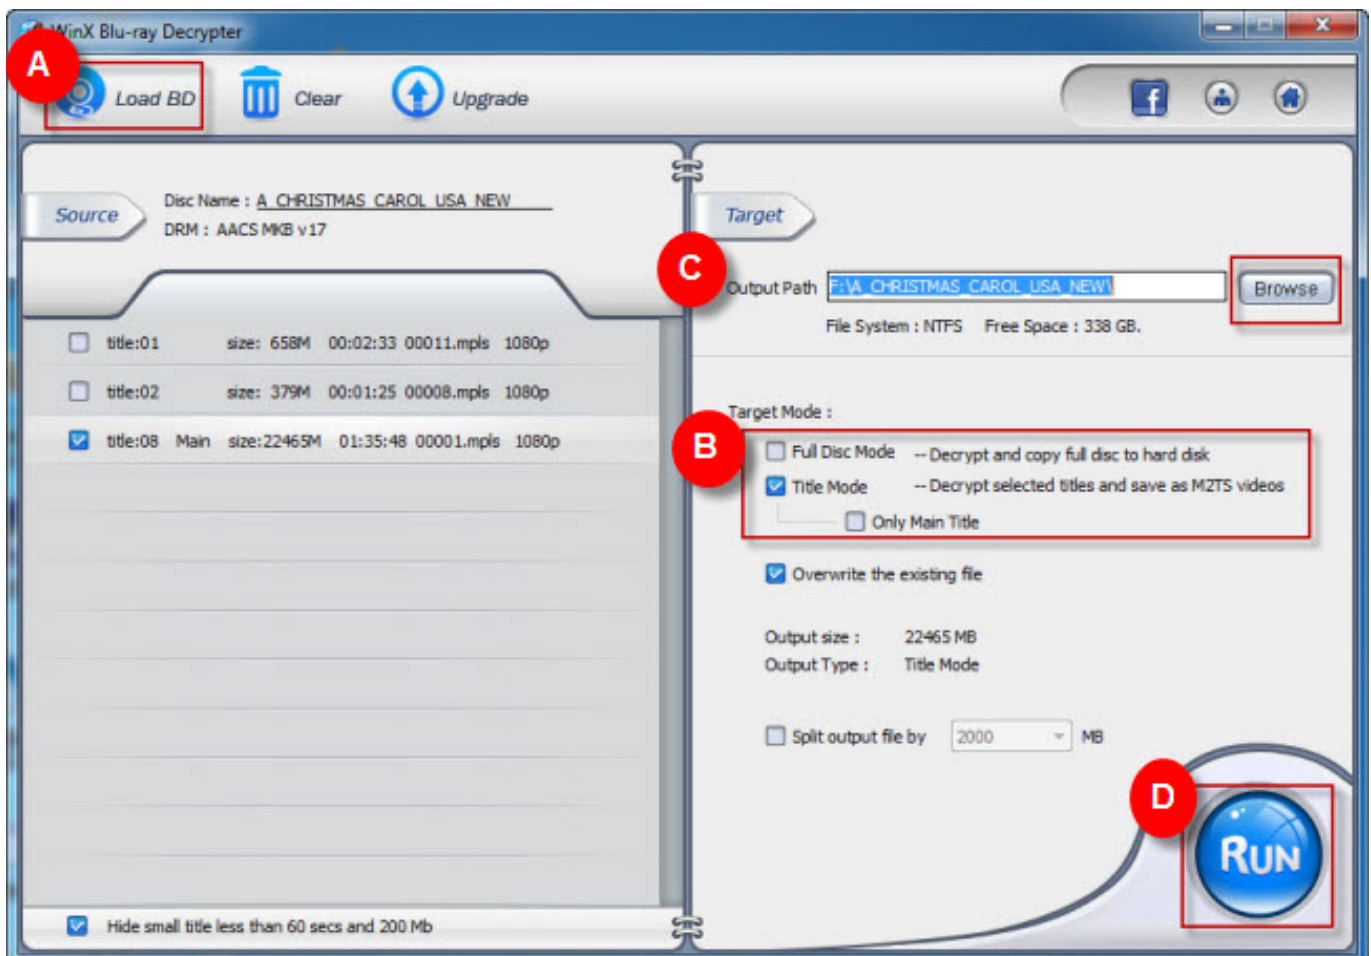 WinX Blu-ray Decrypter
A
Load BD
Clear
Upgrade
f
Source
Disc Name : A_CHRISTMAS_CAROL_USA_NEW
DRM : AACS MKB v17
title:01 size: 658M 00:02:33 00011.mpls 1080p
title:02 size: 379M 00:01:25 00008.mpls 1080p
title:08 Main size:22465M 01:35:48 00001.mpls 1080p
Hide small title less than 60 secs and 200 Mb
Target
C
Output Path F:\A_CHRISTMAS_CAROL_USA_NEW\ Browse
File System : NTFS Free Space : 338 GB.
Target Mode :
B
Full Disc Mode -- Decrypt and copy full disc to hard disk
Title Mode -- Decrypt selected titles and save as M2TS videos
Only Main Title
Overwrite the existing file
Output size : 22465 MB
Output Type : Title Mode
Split output file by 2000 MB
D
RUN